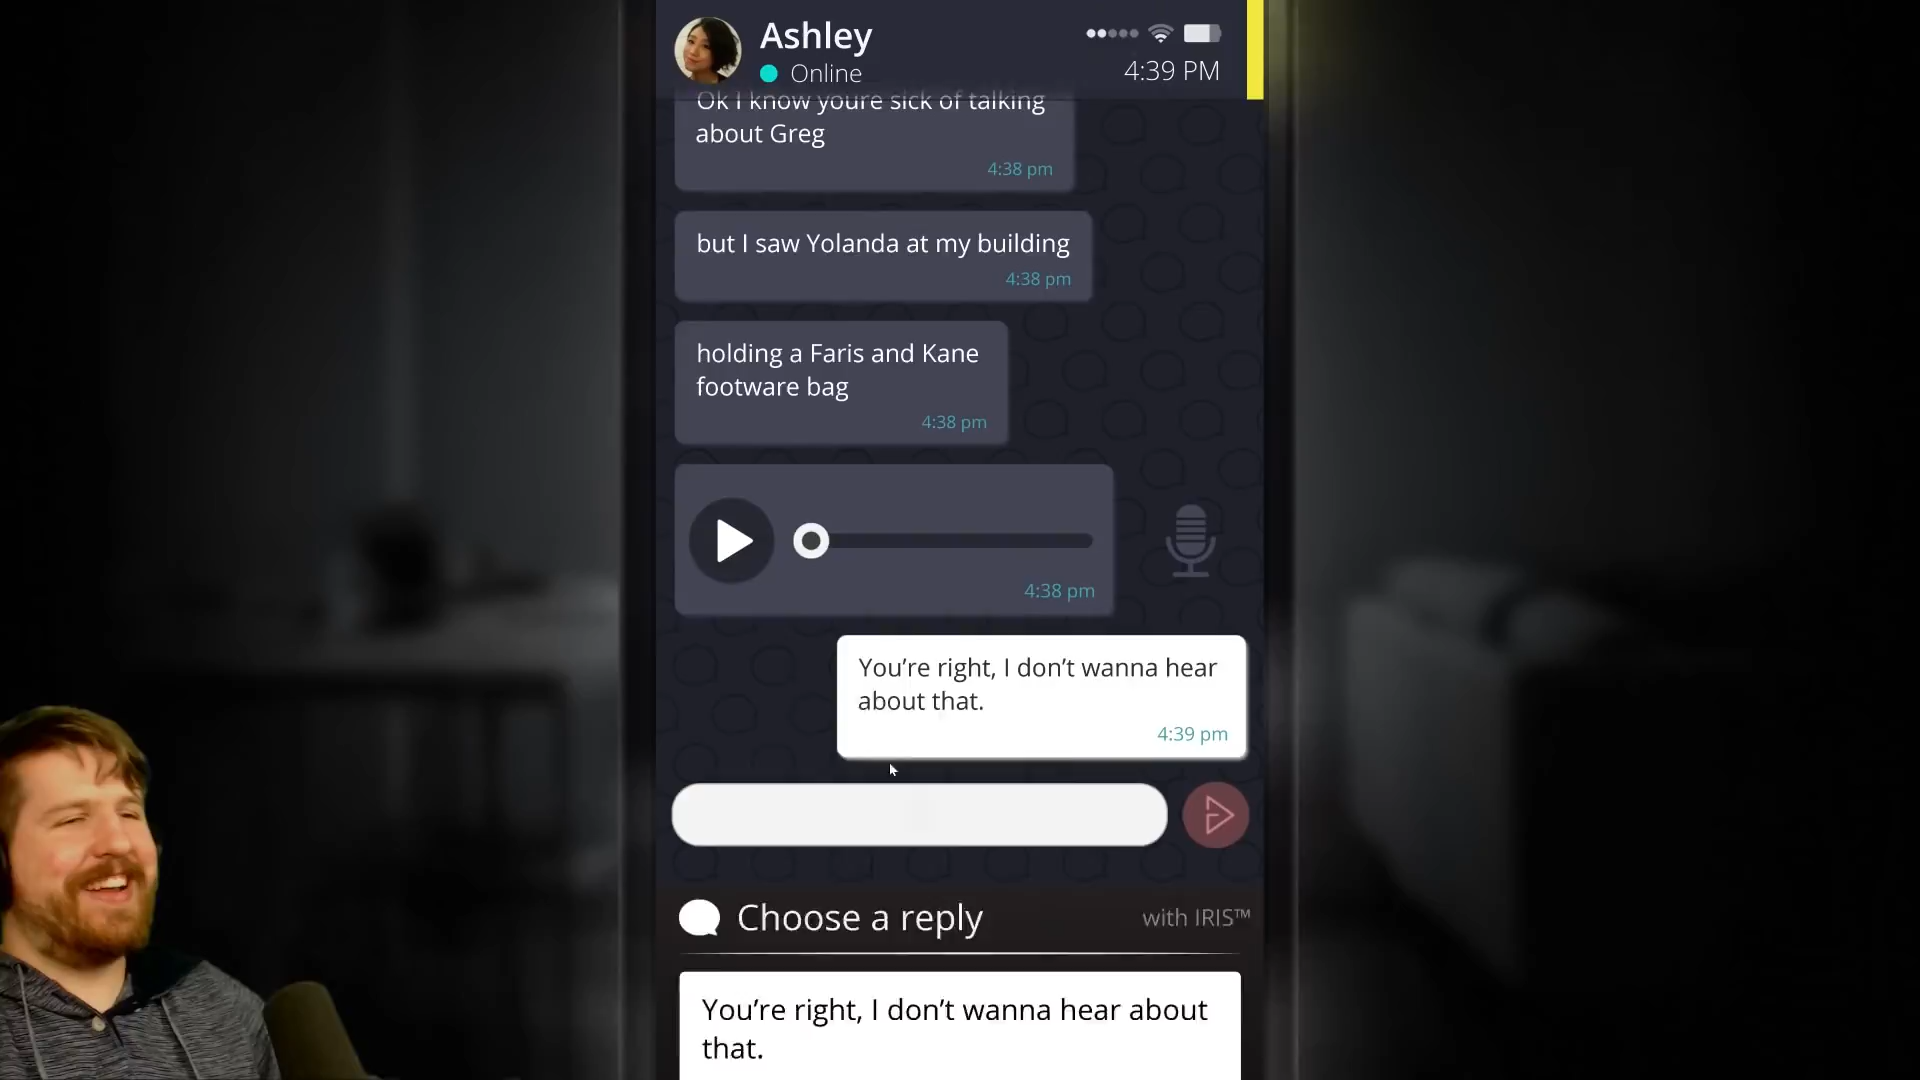 Ashley
Online
4:39 PM
Ok I know youre sick of talking
about Greg
4:38 pm
but I saw Yolanda at my building
4:38 pm
holding a Faris and Kane
footware bag
4:38 pm
4:38 pm
You’re right, I don’t wanna hear
about that.
4:39 pm
Choose a reply
with IRIS™
You’re right, I don’t wanna hear about
that.